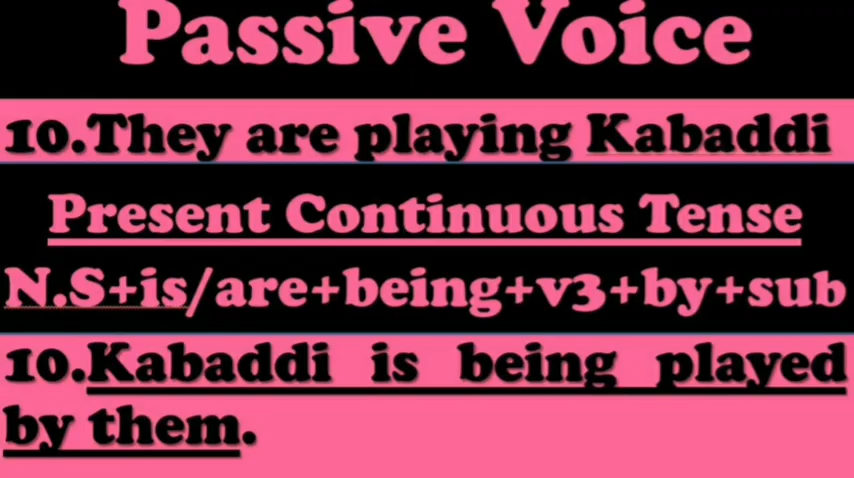 Passive Voice
10.They are playing Kabaddi
Present Continuous Tense
N.S+is/are+being+v3+by+sub
10.Kabaddi is being played
by them.